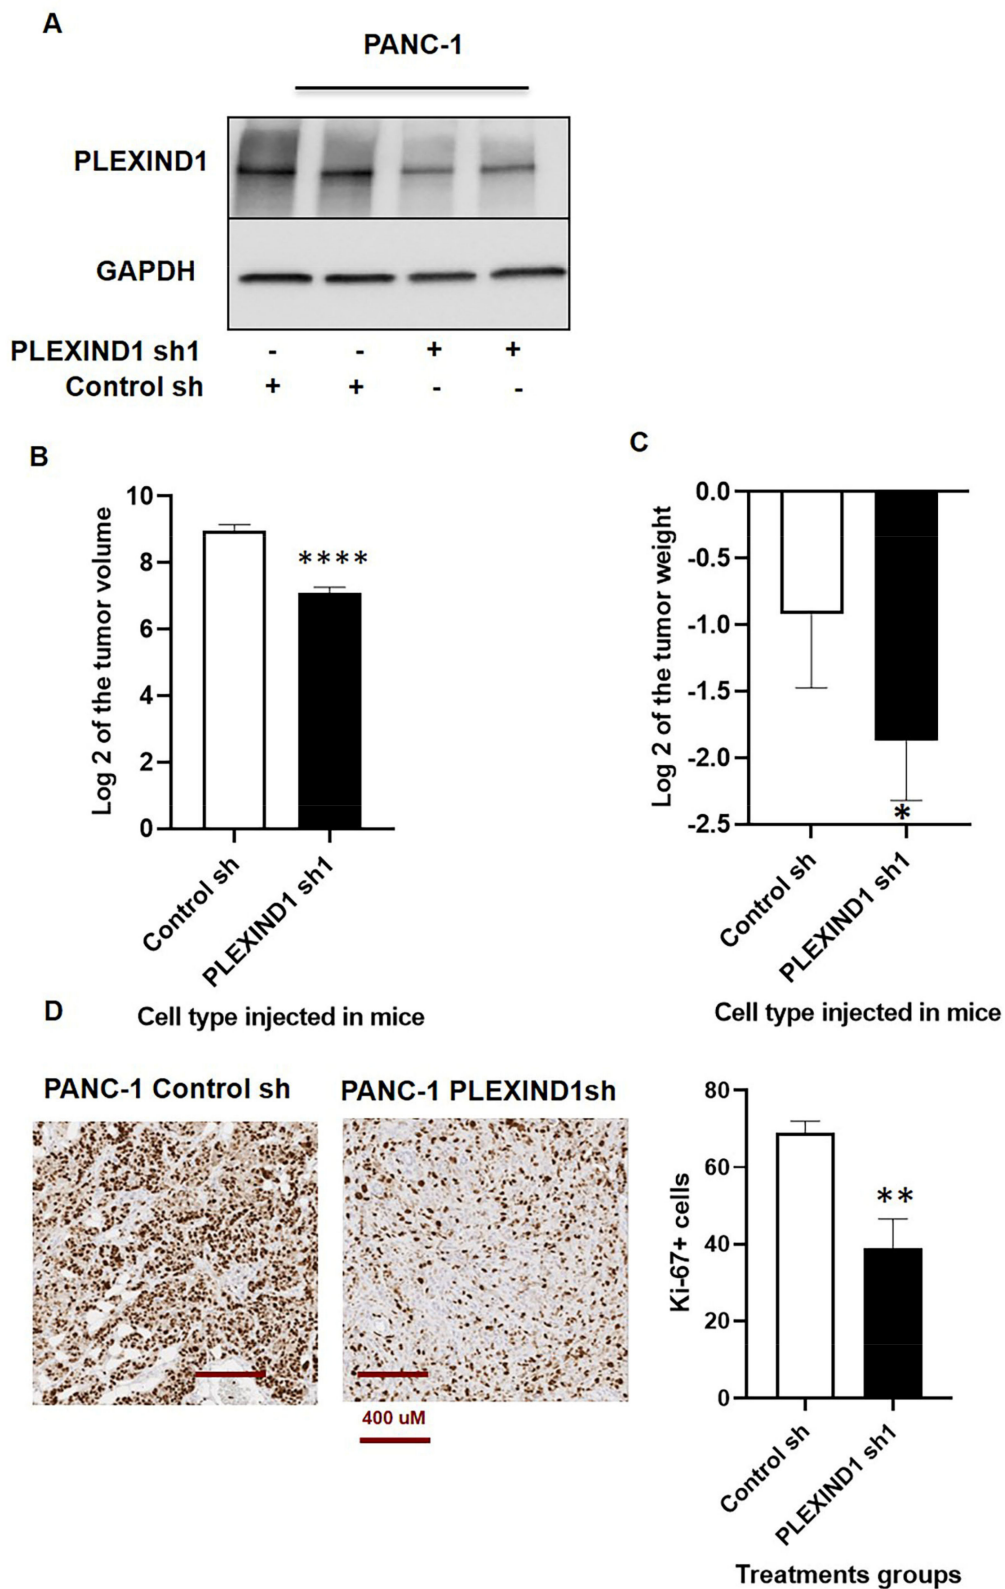 A
PANC-1
PLEXIND1
GAPDH
PLEXIND1 sh1 - - + +
Control sh + + - -
B
Log 2 of the tumor volume
10
8
6
4
2
0
****
Control sh
PLEXIND1 sh1
Cell type injected in mice
C
Log 2 of the tumor weight
0.0
-0.5
-1.0
-1.5
-2.0
-2.5
*
Control sh
PLEXIND1 sh1
Cell type injected in mice
D
PANC-1 Control sh
PANC-1 PLEXIND1sh
400 uM
Ki-67+ cells
80
60
40
20
0
**
Control sh
PLEXIND1 sh1
Treatments groups